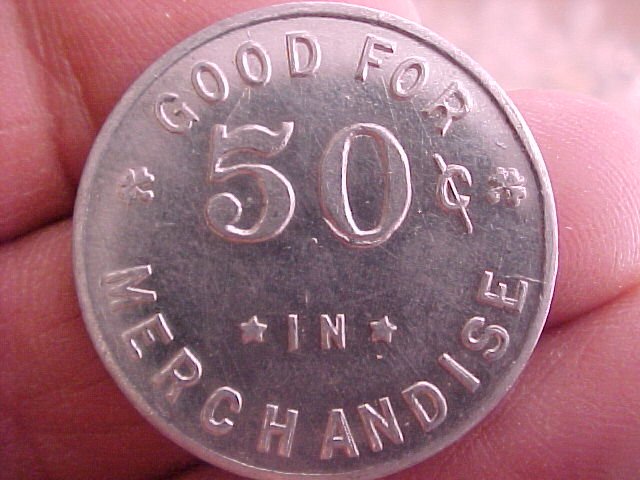 GOOD FOR
50¢
IN
MERCHANDISE